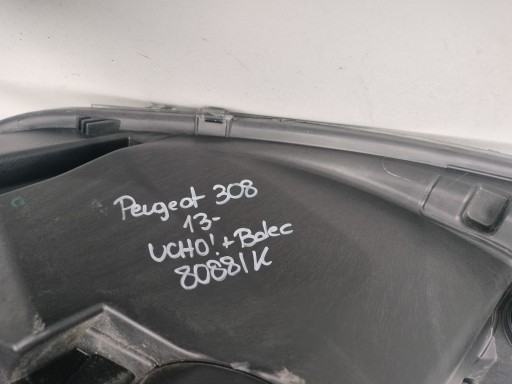 Peugeot 308
13-
UCHO! + Bolec
80881K